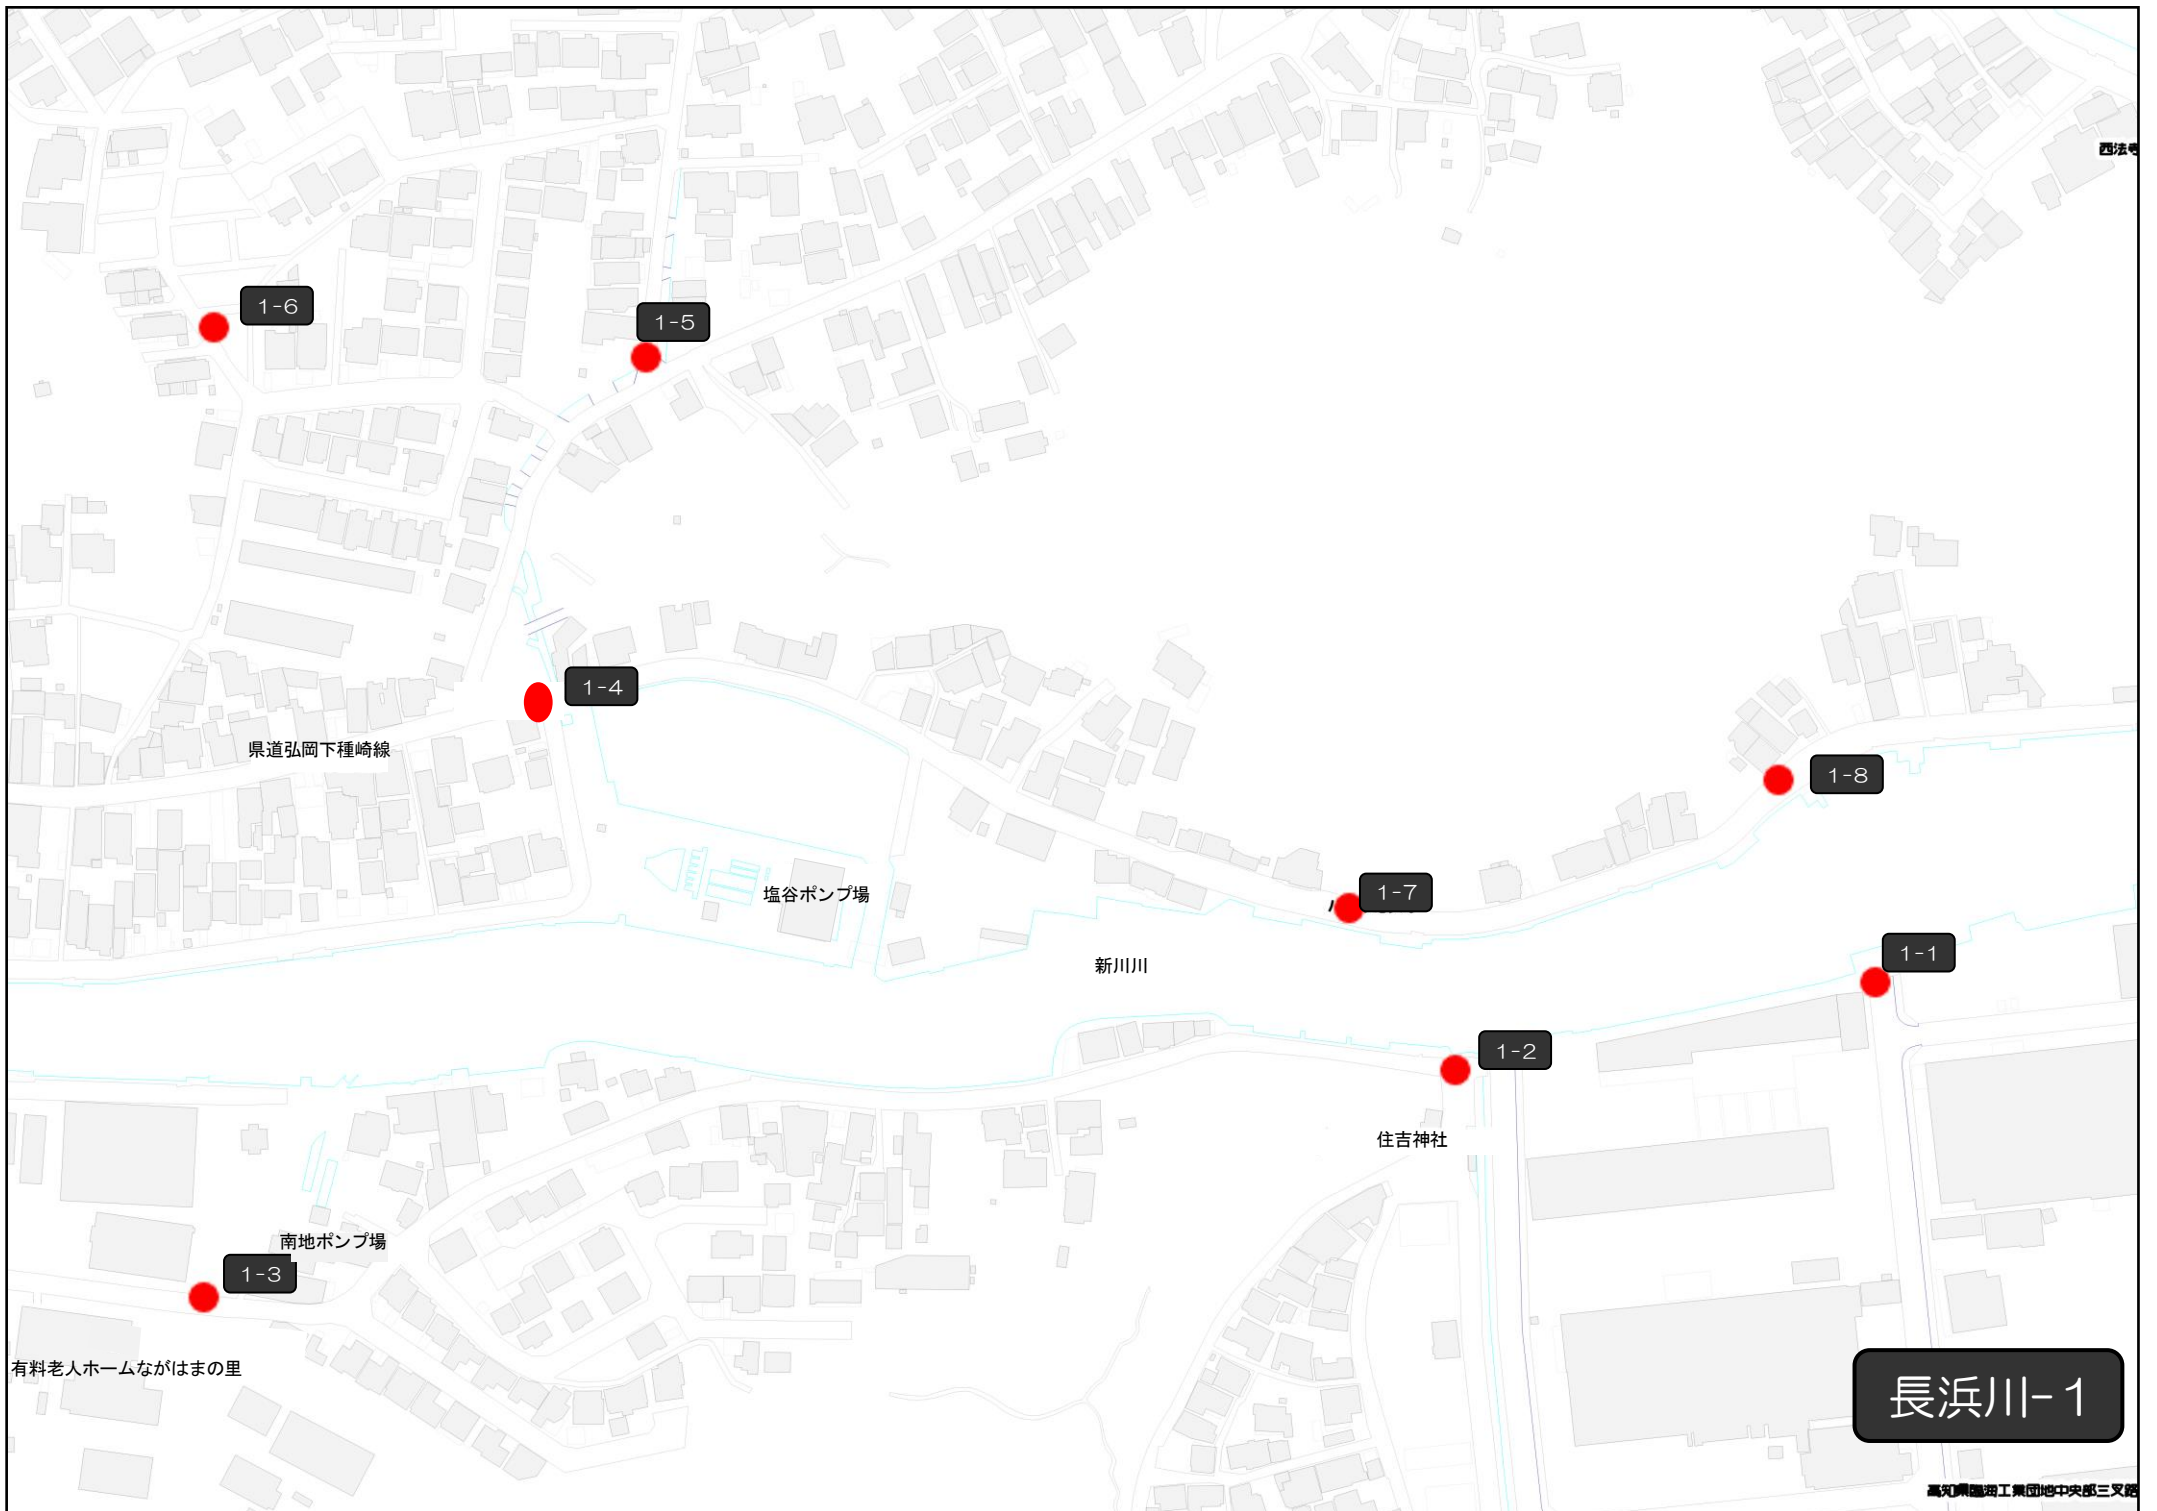 西法寺
1-6
1-5
1-4
県道弘岡下種崎線
1-8
塩谷ポンプ場
1-7
新川川
1-1
1-2
住吉神社
南地ポンプ場
1-3
有料老人ホームながはまの里
長浜川-1
高知県臨海工業団地中央部三叉路